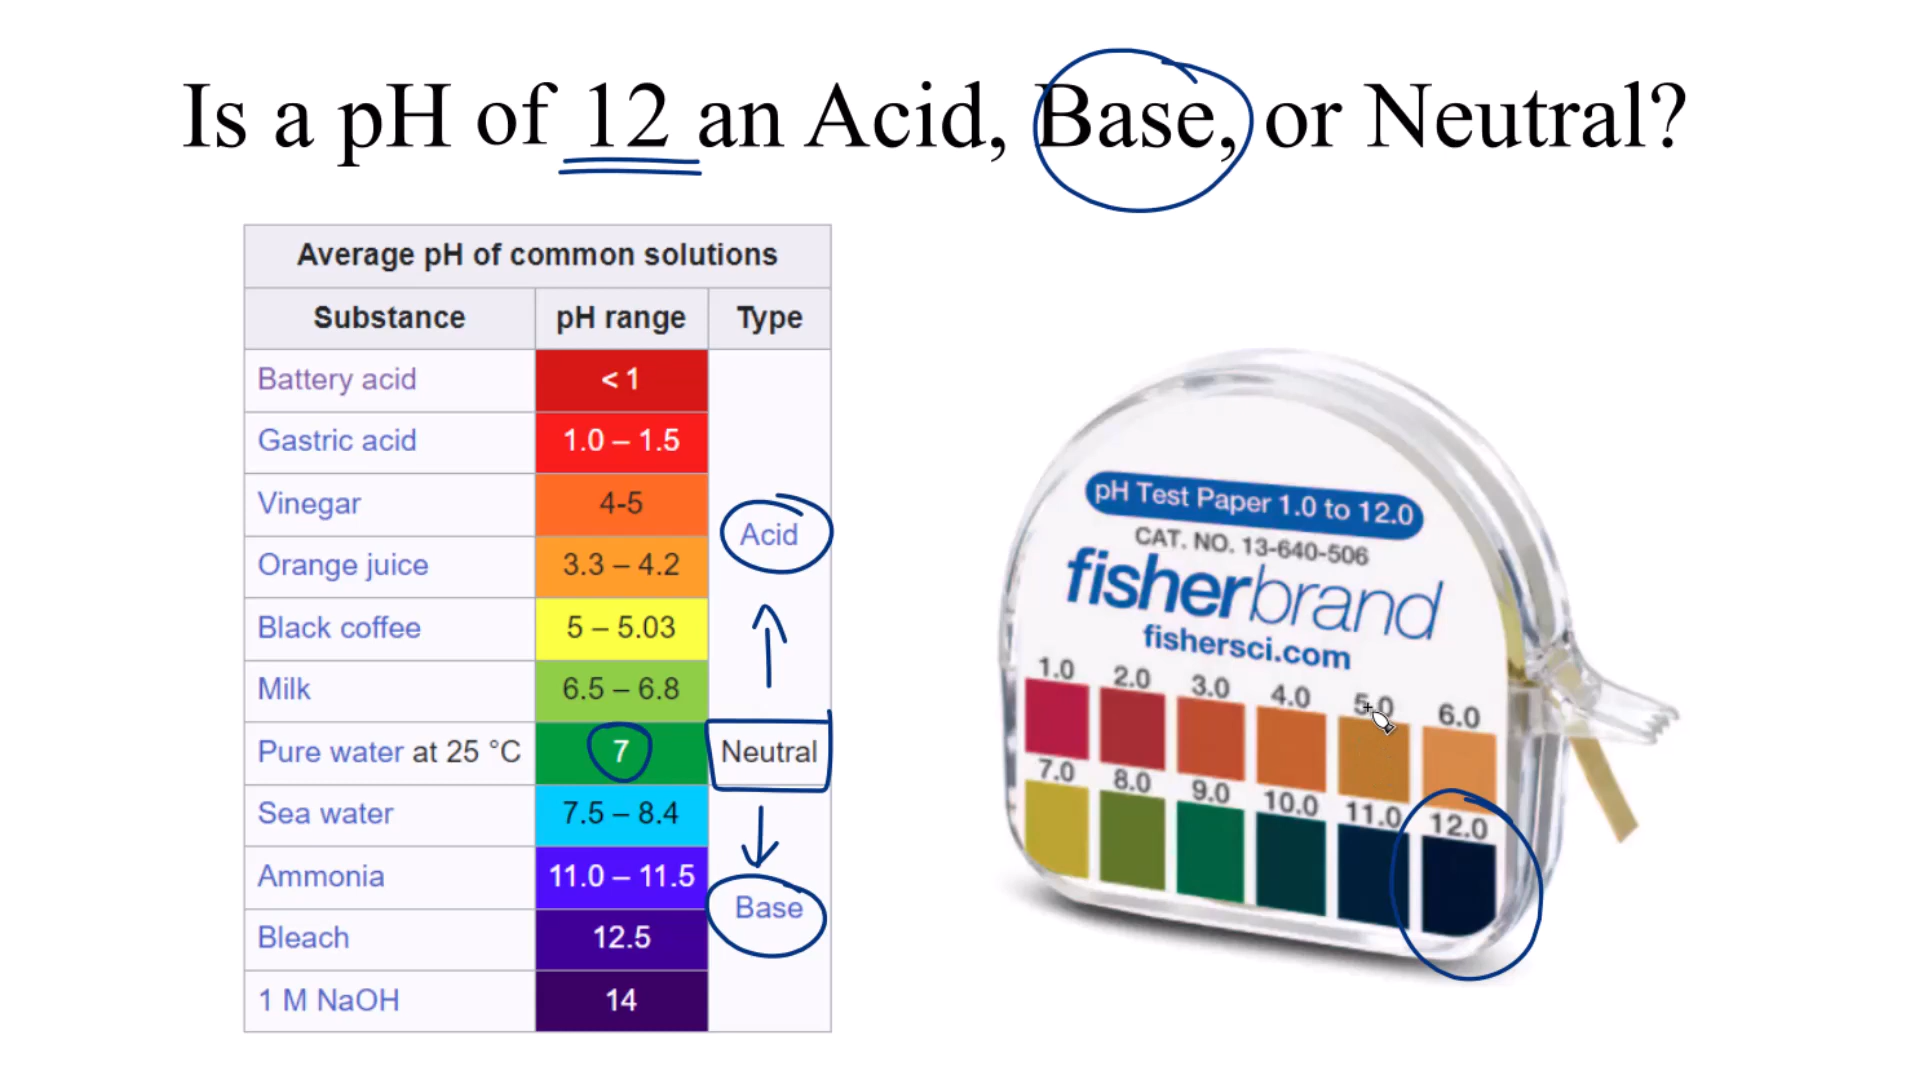 Is a pH of 12 an Acid, Base, or Neutral?
Average pH of common solutions
Substance pH range Type
Battery acid < 1
Gastric acid 1.0 – 1.5
Vinegar 4-5
Acid
Orange juice 3.3 – 4.2
Black coffee 5 – 5.03
Milk 6.5 – 6.8
Pure water at 25 °C 7 Neutral
Sea water 7.5 – 8.4
Ammonia 11.0 – 11.5
Base
Bleach 12.5
1 M NaOH 14
pH Test Paper 1.0 to 12.0
CAT. NO. 13-640-506
fisherbrand
fishersci.com
1.0 2.0 3.0 4.0 5.0 6.0
7.0 8.0 9.0 10.0 11.0 12.0